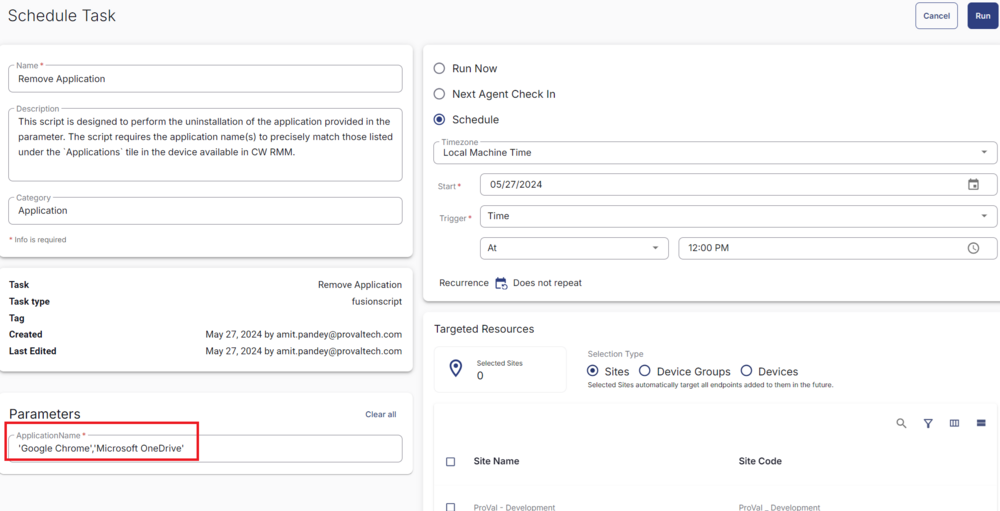 Schedule Task
Cancel
Run
Name *
Remove Application
Description
This script is designed to perform the uninstallation of the application provided in the
parameter. The script requires the application name(s) to precisely match those listed
under the `Applications` tile in the device available in CW RMM.
Category
Application
* Info is required
Task Remove Application
Task type fusionscript
Tag
Created May 27, 2024 by amit.pandey@provaltech.com
Last Edited May 27, 2024 by amit.pandey@provaltech.com
Parameters Clear all
ApplicationName *
'Google Chrome','Microsoft OneDrive'
Run Now
Next Agent Check In
Schedule
Timezone
Local Machine Time
Start * 05/27/2024
Trigger * Time
At 12:00 PM
Recurrence Does not repeat
Targeted Resources
Selected Sites
0
Selection Type
Sites Device Groups Devices
Selected Sites automatically target all endpoints added to them in the future.
Site Name Site Code
ProVal - Development ProVal _ Development